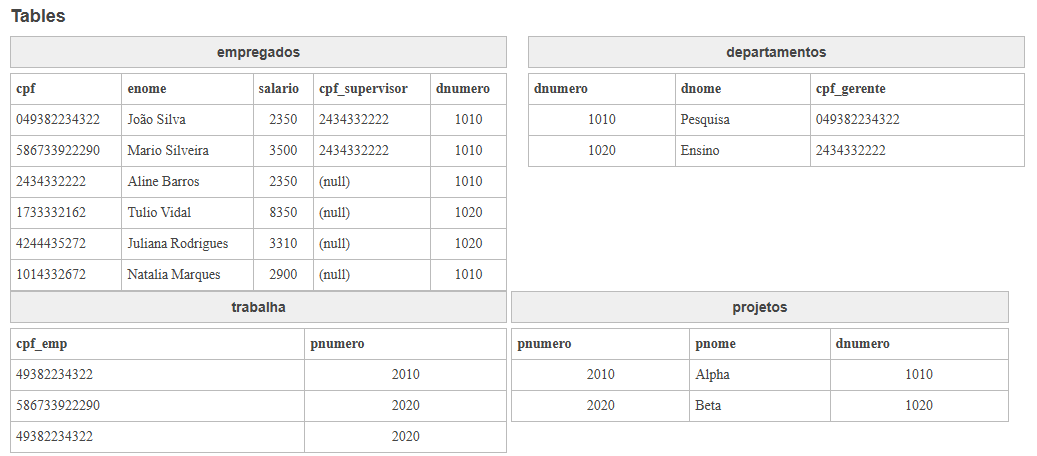 Tables
empregados
cpf enome salario cpf_supervisor dnumero
049382234322 João Silva 2350 2434332222 1010
586733922290 Mario Silveira 3500 2434332222 1010
2434332222 Aline Barros 2350 (null) 1010
1733332162 Tulio Vidal 8350 (null) 1020
4244435272 Juliana Rodrigues 3310 (null) 1020
1014332672 Natalia Marques 2900 (null) 1010
departamentos
dnumero dnome cpf_gerente
1010 Pesquisa 049382234322
1020 Ensino 2434332222
trabalha
cpf_emp pnumero
49382234322 2010
586733922290 2020
49382234322 2020
projetos
pnumero pnome dnumero
2010 Alpha 1010
2020 Beta 1020